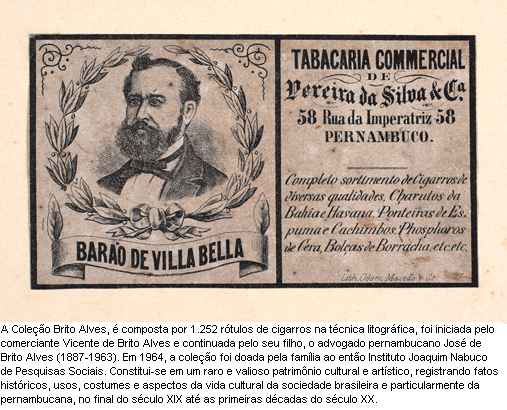 BARÃO DE VILLA BELLA
TABACARIA COMMERCIAL
DE
Pereira da Silva & Ca
58 Rua da Imperatriz 58
PERNAMBUCO.
Completo sortimento de Cigarros de
diversas qualidades, Charutos da
Bahia e Havana, Ponteiras de Es-
puma e Cachimbos, Phosphoros
de Cera, Bolças de Borracha, etc. etc.
A Coleção Brito Alves, é composta por 1.252 rótulos de cigarros na técnica litográfica, foi iniciada pelo
comerciante Vicente de Brito Alves e continuada pelo seu filho, o advogado pernambucano José de
Brito Alves (1887-1963). Em 1964, a coleção foi doada pela família ao então Instituto Joaquim Nabuco
de Pesquisas Sociais. Constitui-se em um raro e valioso patrimônio cultural e artístico, registrando fatos
históricos, usos, costumes e aspectos da vida cultural da sociedade brasileira e particularmente da
pernambucana, no final do século XIX até as primeiras décadas do século XX.